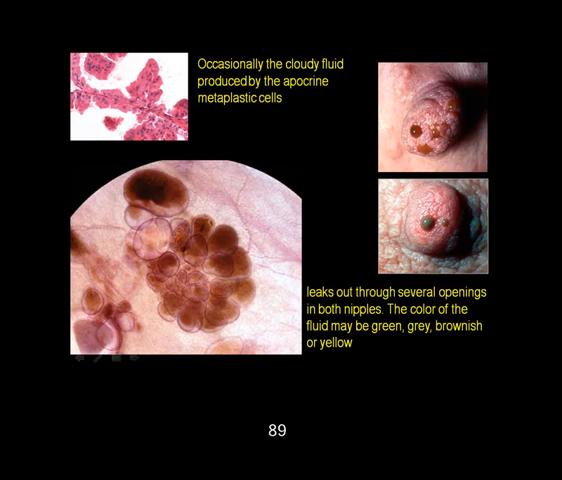 Occasionally the cloudy fluid
produced by the apocrine
metaplastic cells
leaks out through several openings
in both nipples. The color of the
fluid may be green, grey, brownish
or yellow
89